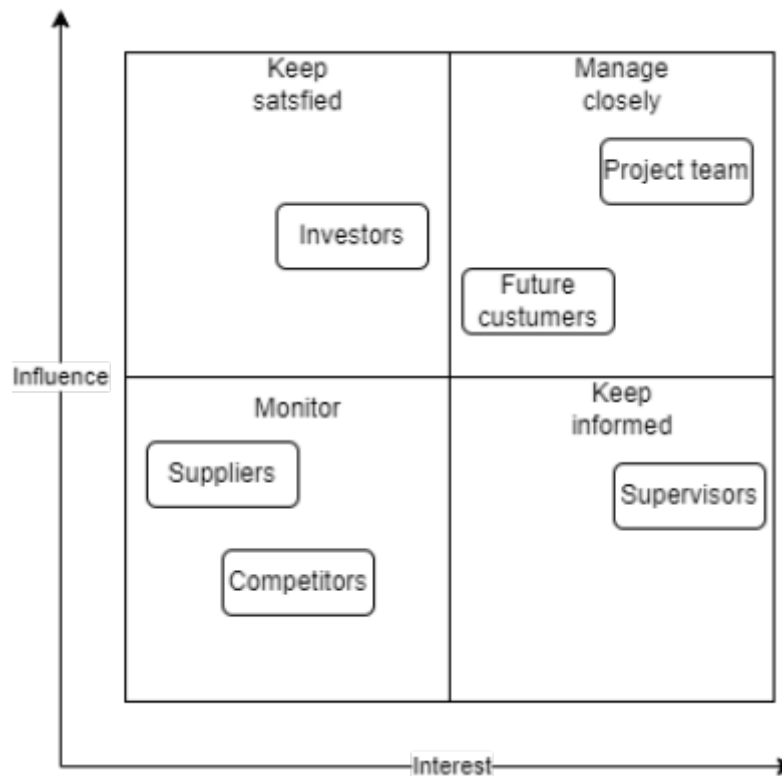 Keep
satsfied
Manage
closely
Project team
Investors
Future
custumers
Influence
Monitor
Keep
informed
Suppliers
Supervisors
Competitors
Interest